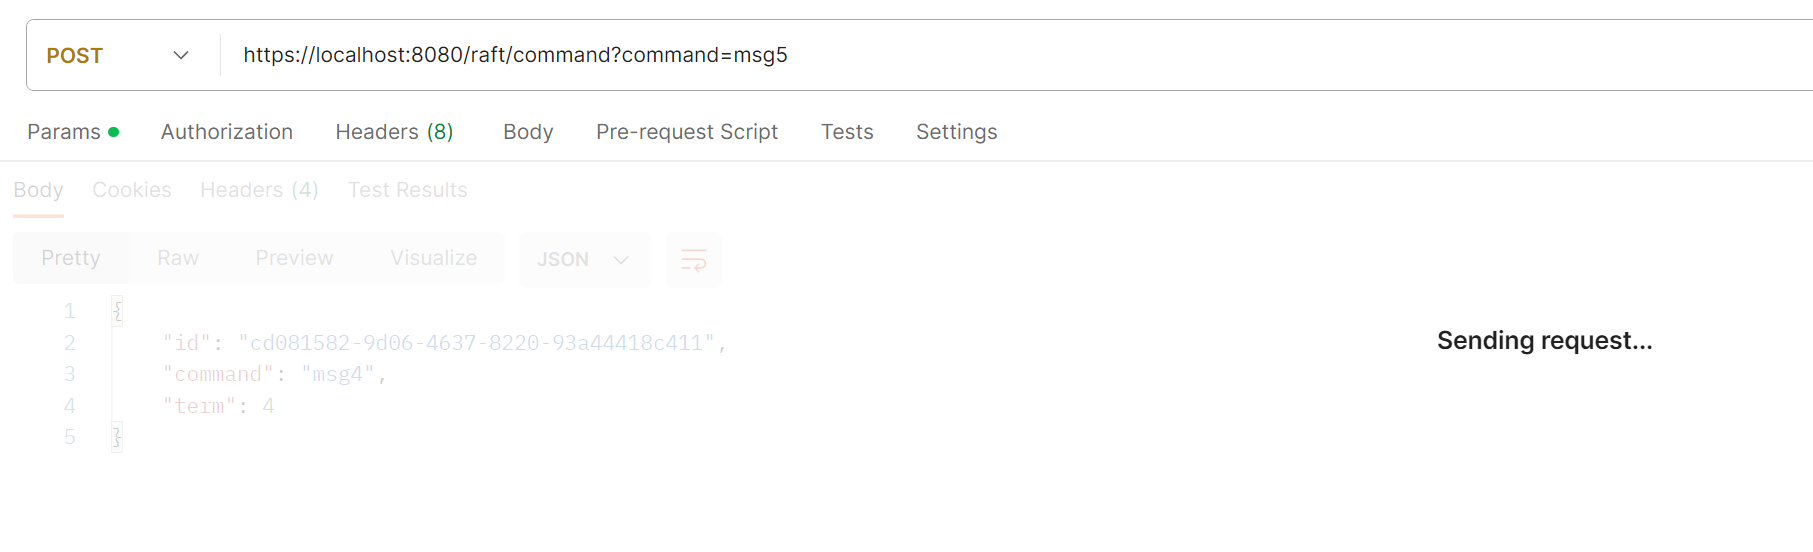 POST https://localhost:8080/raft/command?command=msg5
Params Authorization Headers (8) Body Pre-request Script Tests Settings
Body Cookies Headers (4) Test Results
Pretty Raw Preview Visualize JSON
1 {
2 "id": "cd081582-9d06-4637-8220-93a44418c411",
3 "command": "msg4",
4 "term": 4
5 }
Sending request...